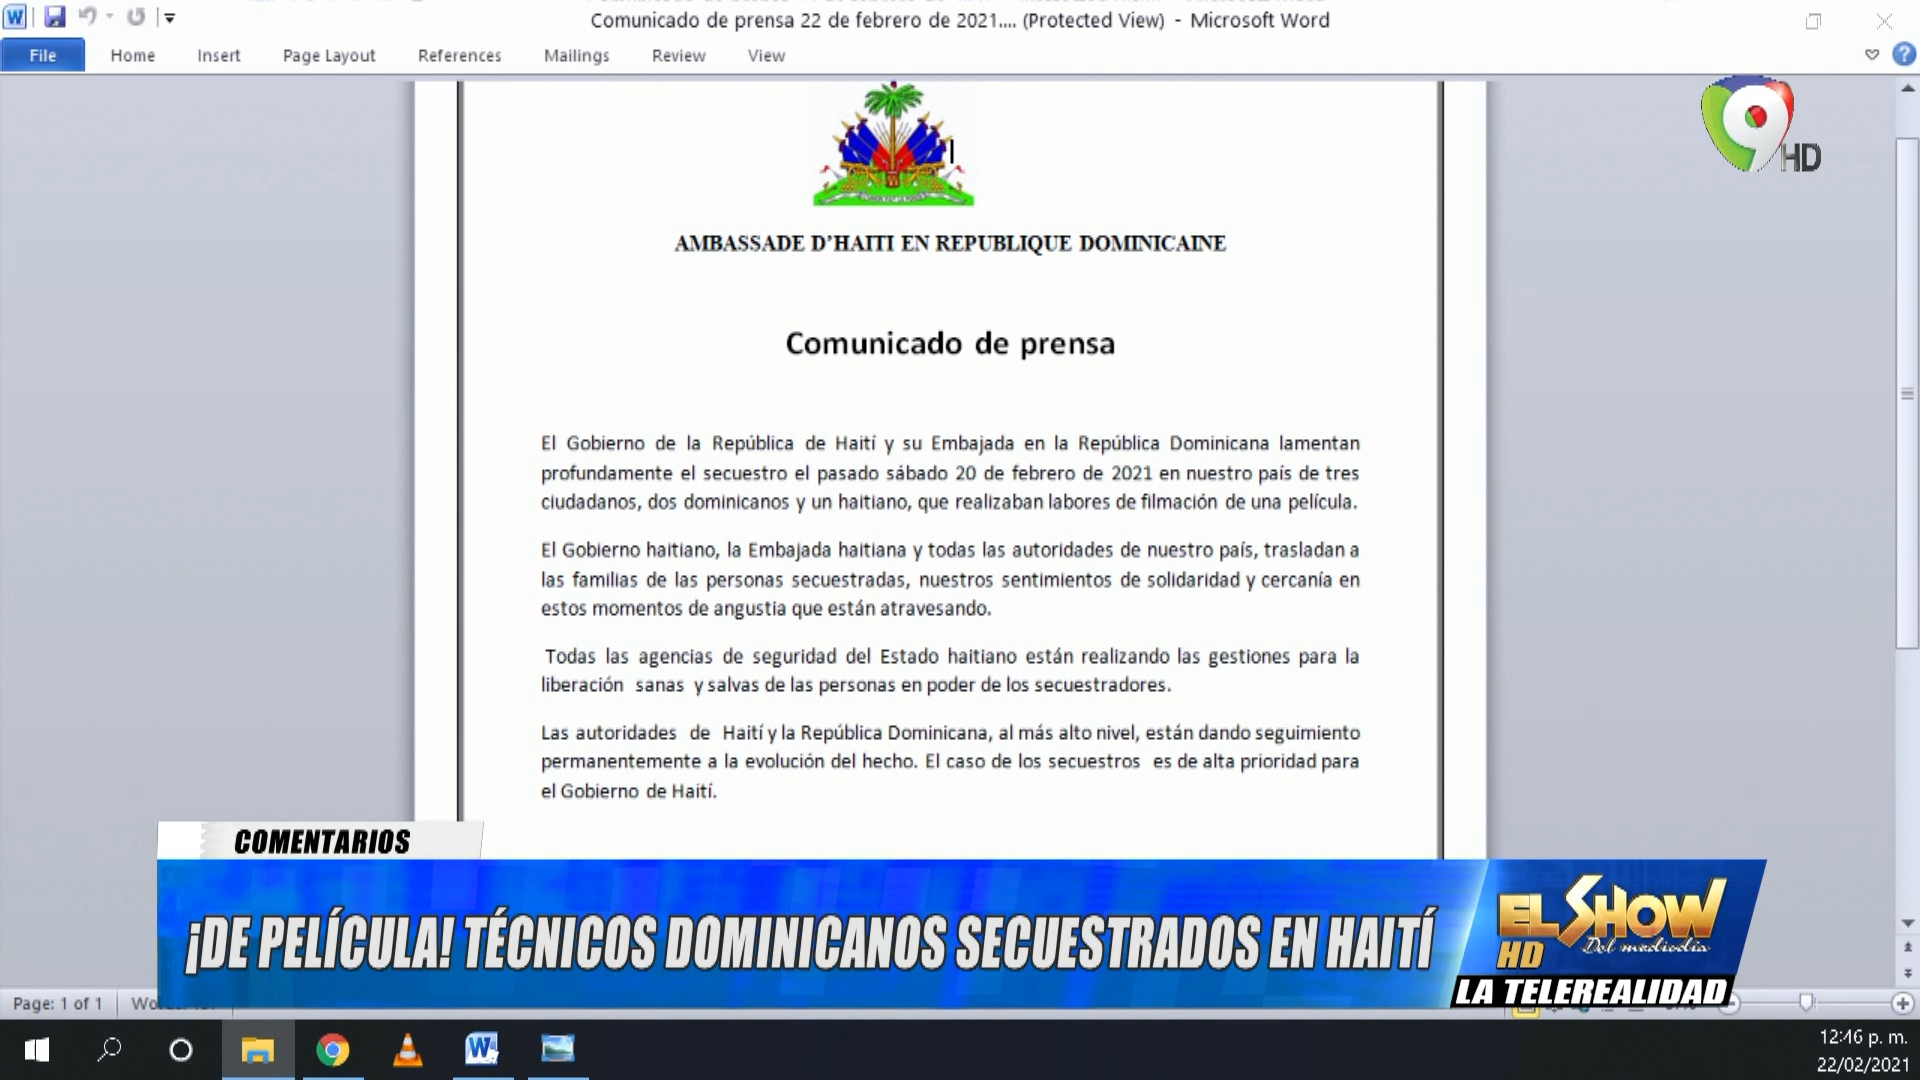 Comunicado de prensa 22 de febrero de 2021.... (Protected View) - Microsoft Word
File Home Insert Page Layout References Mailings Review View
9 HD
AMBASSADE D’HAITI EN REPUBLIQUE DOMINICAINE
Comunicado de prensa
El Gobierno de la República de Haití y su Embajada en la República Dominicana lamentan
profundamente el secuestro el pasado sábado 20 de febrero de 2021 en nuestro país de tres
ciudadanos, dos dominicanos y un haitiano, que realizaban labores de filmación de una película.
El Gobierno haitiano, la Embajada haitiana y todas las autoridades de nuestro país, trasladan a
las familias de las personas secuestradas, nuestros sentimientos de solidaridad y cercanía en
estos momentos de angustia que están atravesando.
Todas las agencias de seguridad del Estado haitiano están realizando las gestiones para la
liberación sanas y salvas de las personas en poder de los secuestradores.
Las autoridades de Haití y la República Dominicana, al más alto nivel, están dando seguimiento
permanentemente a la evolución del hecho. El caso de los secuestros es de alta prioridad para
el Gobierno de Haití.
COMENTARIOS
¡DE PELÍCULA! TÉCNICOS DOMINICANOS SECUESTRADOS EN HAITÍ
EL SHOW
Del mediodía
HD
LA TELEREALIDAD
Page: 1 of 1
12:46 p. m.
22/02/2021